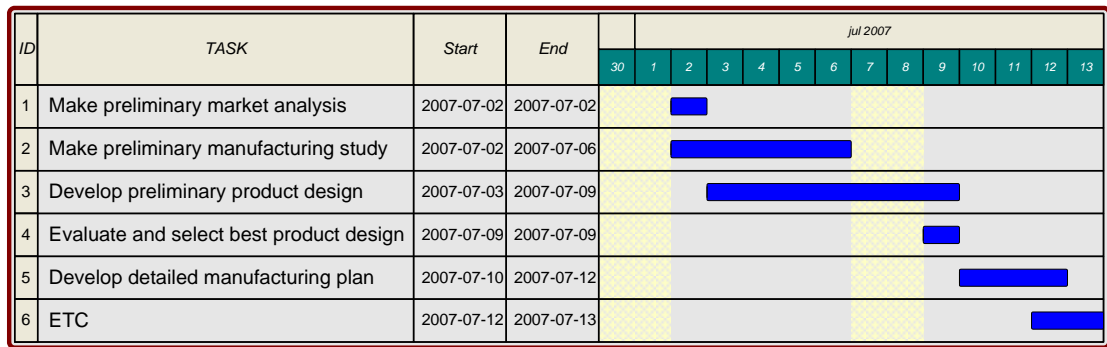 ID TASK Start End jul 2007
30 1 2 3 4 5 6 7 8 9 10 11 12 13
1 Make preliminary market analysis 2007-07-02 2007-07-02
2 Make preliminary manufacturing study 2007-07-02 2007-07-06
3 Develop preliminary product design 2007-07-03 2007-07-09
4 Evaluate and select best product design 2007-07-09 2007-07-09
5 Develop detailed manufacturing plan 2007-07-10 2007-07-12
6 ETC 2007-07-12 2007-07-13